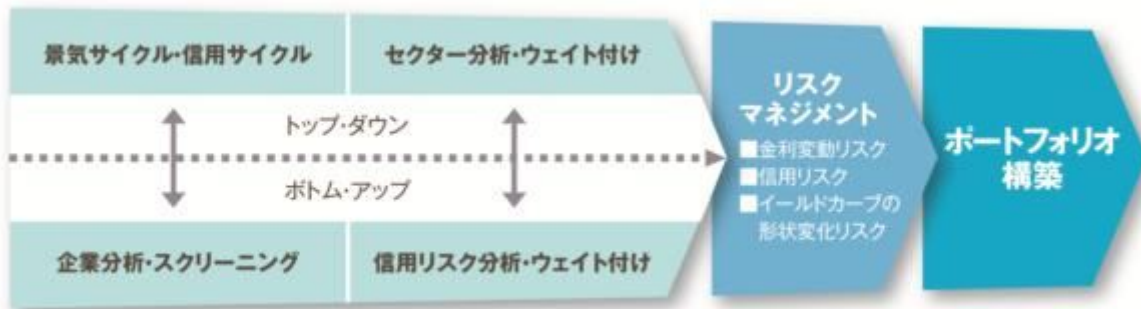 景気サイクル・信用サイクル
セクター分析・ウェイト付け
トップ・ダウン
ボトム・アップ
企業分析・スクリーニング
信用リスク分析・ウェイト付け
リスク
マネジメント
■金利変動リスク
■信用リスク
■イールドカーブの
形状変化リスク
ポートフォリオ
構築